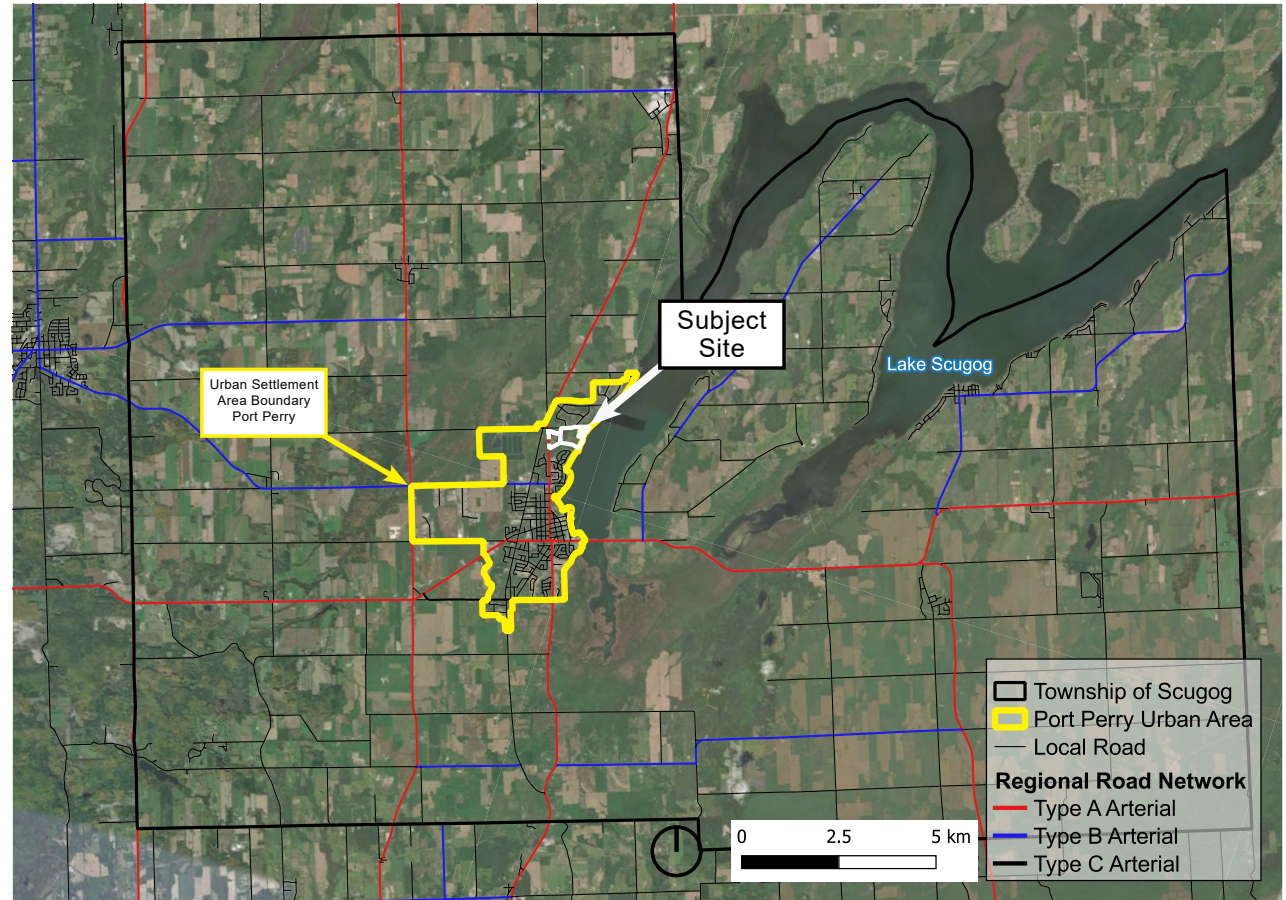 Subject
Site
Lake Scugog
Urban Settlement
Area Boundary
Port Perry
Township of Scugog
Port Perry Urban Area
Local Road
Regional Road Network
Type A Arterial
Type B Arterial
Type C Arterial
0 2.5 5 km